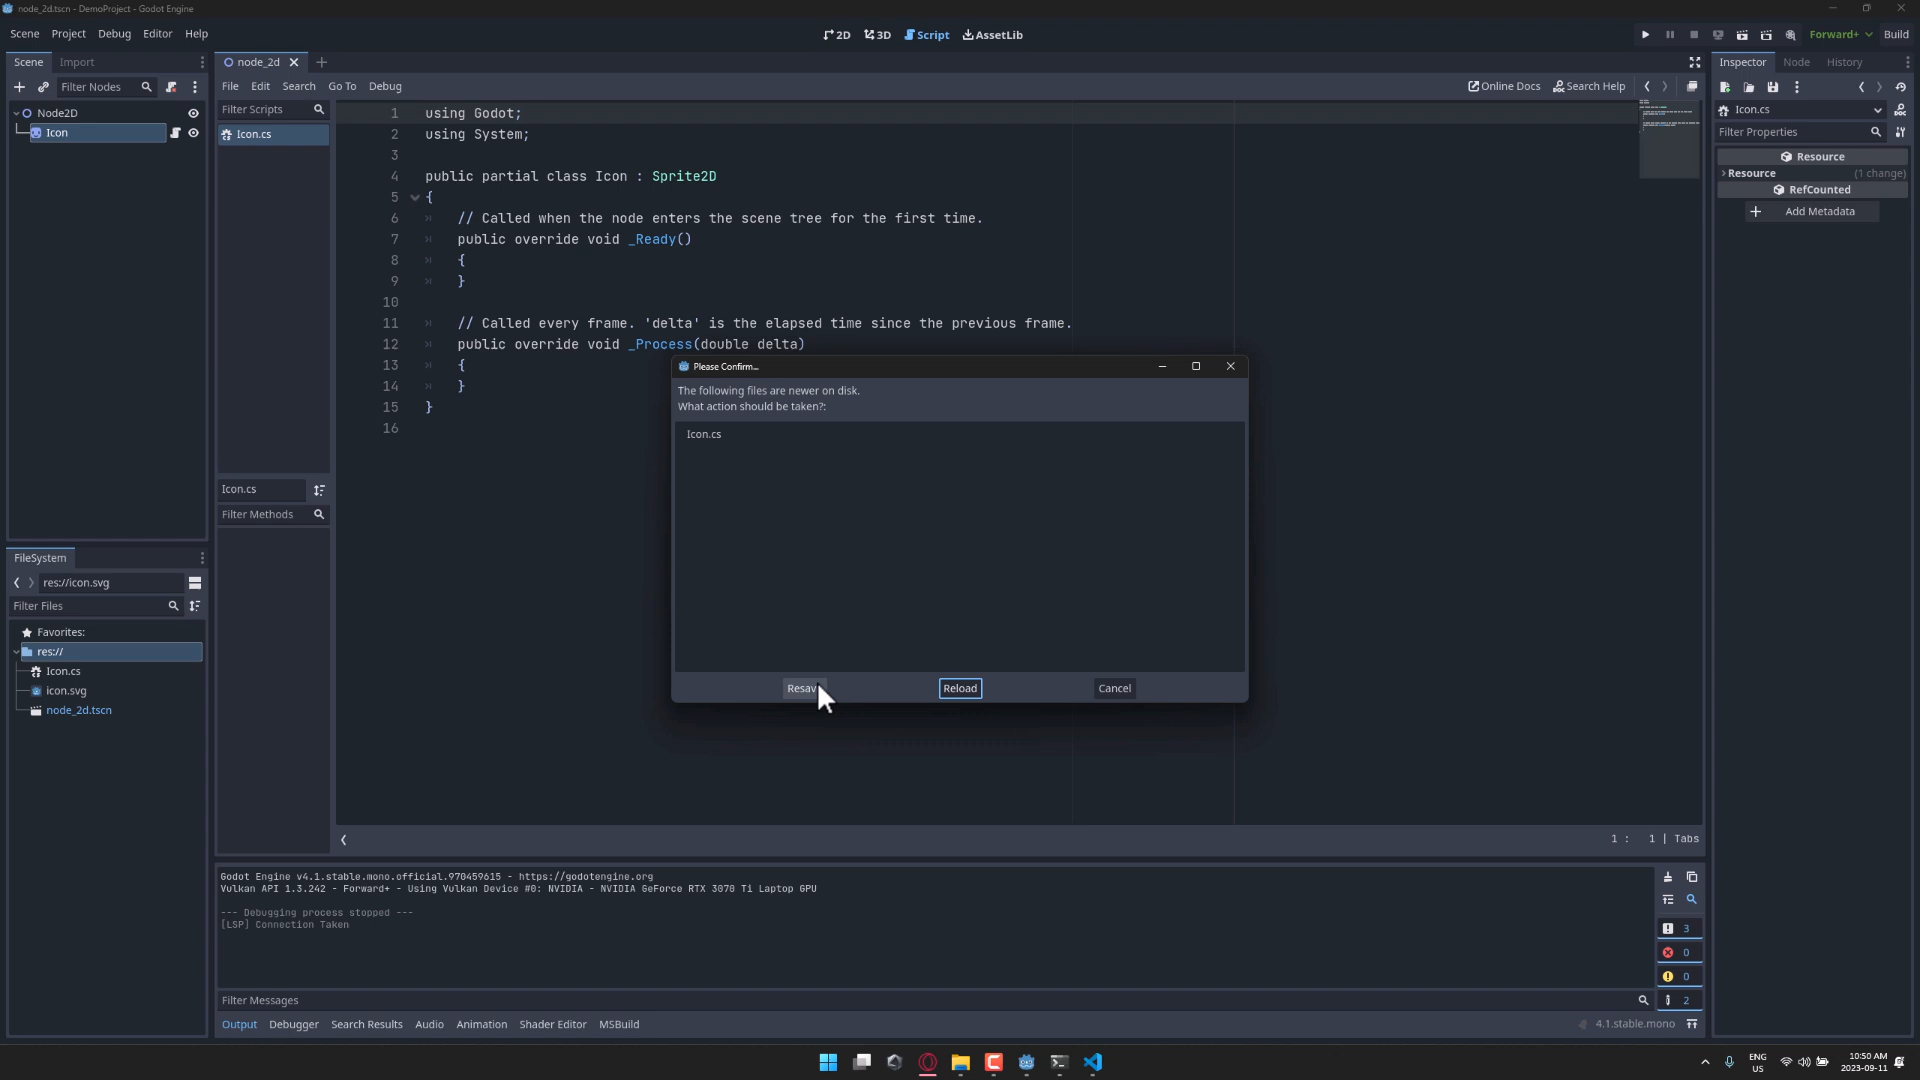 node_2d.tscn - DemoProject - Godot Engine
Scene Project Debug Editor Help
2D 3D Script AssetLib
Forward+ Build
Scene Import
node_2d
Inspector Node History
Filter Nodes
File Edit Search Go To Debug
Online Docs Search Help
Node2D
Icon
Filter Scripts
Icon.cs
1 using Godot;
2 using System;
3
4 public partial class Icon : Sprite2D
5 {
6 // Called when the node enters the scene tree for the first time.
7 public override void _Ready()
8 {
9 }
10
11 // Called every frame. 'delta' is the elapsed time since the previous frame.
12 public override void _Process(double delta)
13 {
14 }
15 }
16
Icon.cs
Filter Properties
Resource
Resource (1 change)
RefCounted
Add Metadata
Please Confirm...
The following files are newer on disk.
What action should be taken?:
Icon.cs
Reload Cancel
Icon.cs
Filter Methods
FileSystem
res://icon.svg
Filter Files
Favorites:
res://
Icon.cs
icon.svg
node_2d.tscn
1 : 1 | Tabs
Godot Engine v4.1.stable.mono.official.970459615 - https://godotengine.org
Vulkan API 1.3.242 - Forward+ - Using Vulkan Device #0: NVIDIA - NVIDIA GeForce RTX 3070 Ti Laptop GPU
--- Debugging process stopped ---
[LSP] Connection Taken
3
0
0
2
Filter Messages
Output Debugger Search Results Audio Animation Shader Editor MSBuild
4.1.stable.mono
ENG
US
10:50 AM
2023-09-11